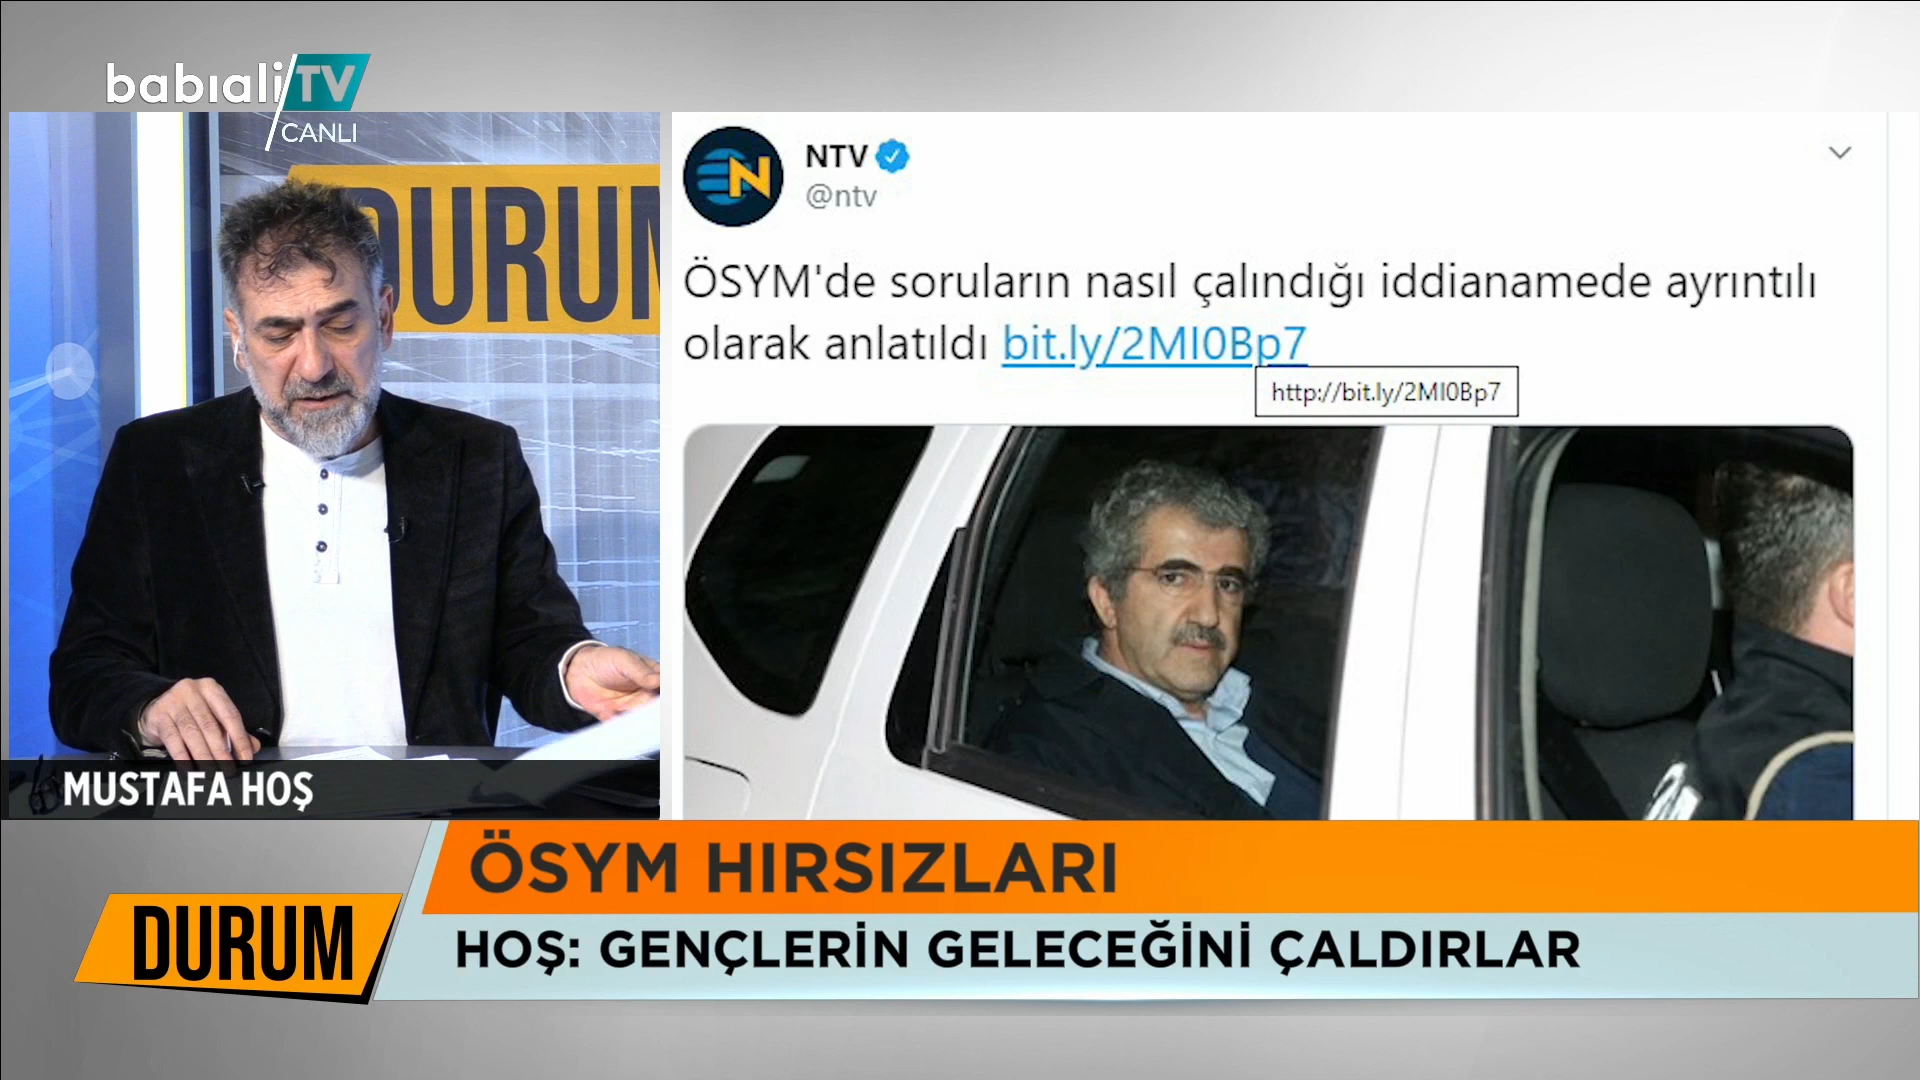 babıali TV
CANLI
DURUM
NTV
@ntv
ÖSYM'de soruların nasıl çalındığı iddianamede ayrıntılı
olarak anlatıldı bit.ly/2MI0Bp7
http://bit.ly/2MI0Bp7
MUSTAFA HOŞ
ÖSYM HIRSIZLARI
DURUM
HOŞ: GENÇLERİN GELECEĞİNİ ÇALDIRLAR